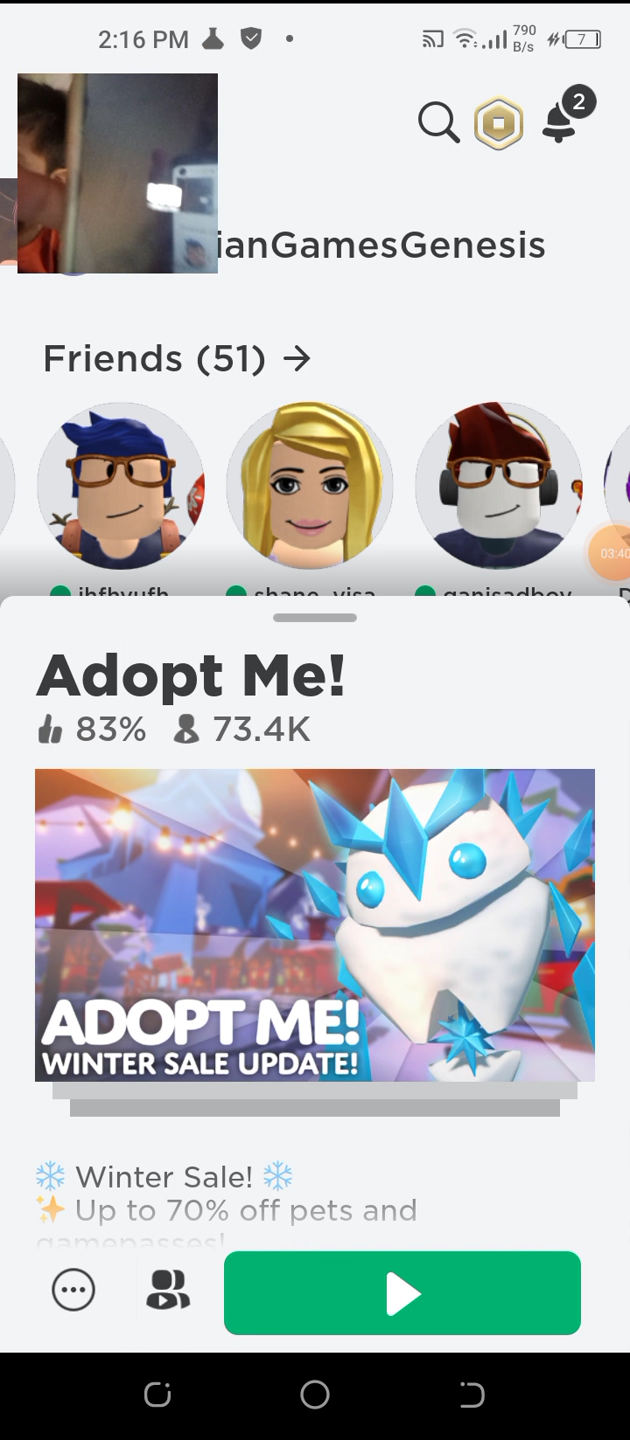 2:16 PM
790
B/s
7
2
ianGamesGenesis
Friends (51) →
03:40
Adopt Me!
83% 73.4K
ADOPT ME!
WINTER SALE UPDATE!
❄ Winter Sale! ❄
✨ Up to 70% off pets and
gamepasses!